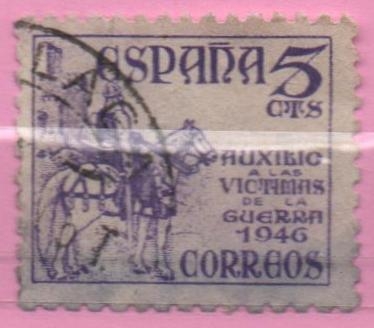 ESPAÑA 5
CTS
AUXILIO
A LAS
VICTIMAS
DE LA
GUERRA
1946
CORREOS